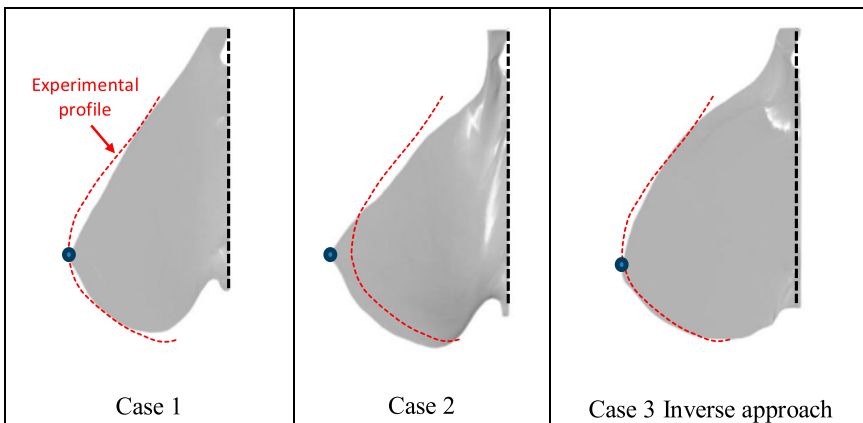 Experimental
profile
Case 1
Case 2
Case 3 Inverse approach